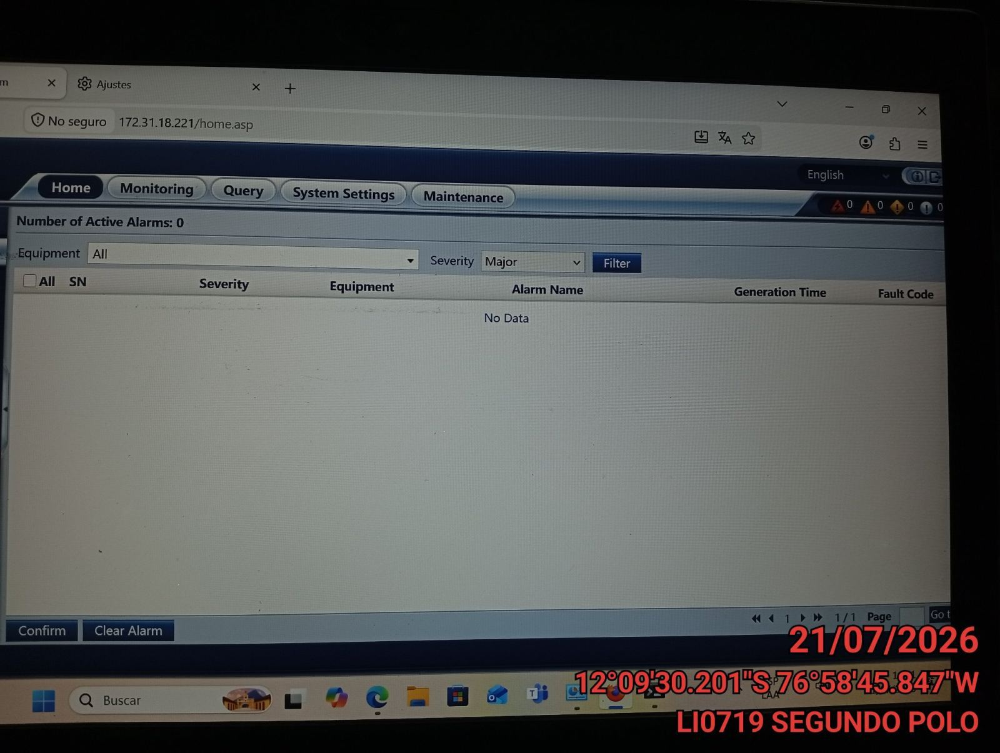 m
Ajustes
No seguro 172.31.18.221/home.asp
English
Home Monitoring Query System Settings Maintenance
0 0 0 0
Number of Active Alarms: 0
Equipment All Severity Major Filter
All SN Severity Equipment Alarm Name Generation Time Fault Code
No Data
1 1 / 1 Page Go t
Confirm Clear Alarm
21/07/2026
12°09'30.201"S 76°58'45.847"W
Buscar
LAA
LI0719 SEGUNDO POLO